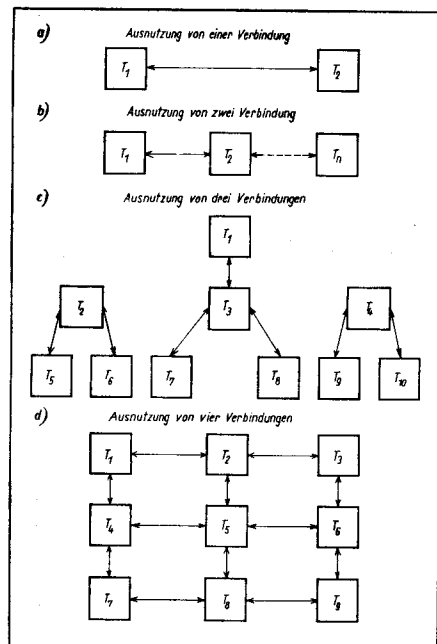 a) Ausnutzung von einer Verbindung
T1 T2
b) Ausnutzung von zwei Verbindung
T1 T2 Tn
c) Ausnutzung von drei Verbindungen
T1
T2 T3 T4
T5 T6 T7 T8 T9 T10
d) Ausnutzung von vier Verbindungen
T1 T2 T3
T4 T5 T6
T7 T8 T9